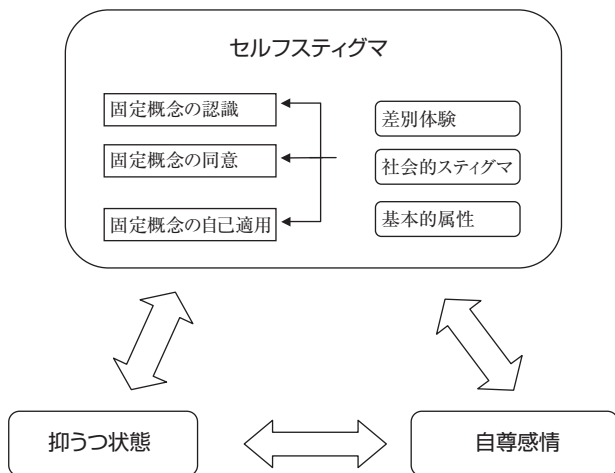 セルフスティグマ
固定概念の認識
固定概念の同意
固定概念の自己適用
差別体験
社会的スティグマ
基本的属性
抑うつ状態
自尊感情